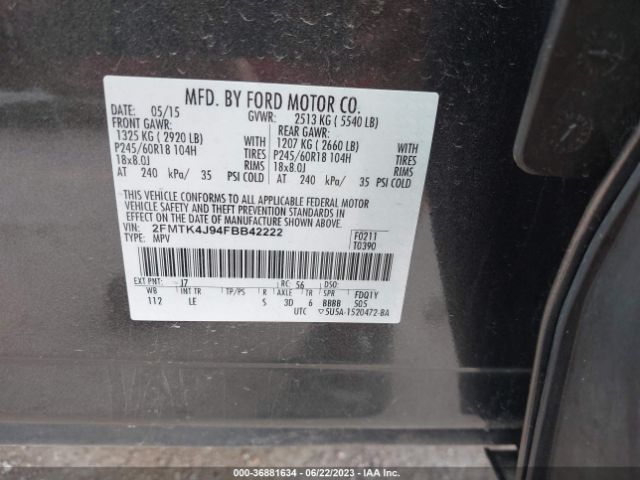 MFD. BY FORD MOTOR CO.
DATE: 05/15 GVWR: 2513 KG ( 5540 LB)
FRONT GAWR: REAR GAWR:
1325 KG ( 2920 LB) WITH 1207 KG ( 2660 LB) WITH
P245/60R18 104H TIRES P245/60R18 104H TIRES
18x8.0J RIMS 18x8.0J RIMS
AT 240 kPa/ 35 PSI COLD AT 240 kPa/ 35 PSI COLD
THIS VEHICLE CONFORMS TO ALL APPLICABLE FEDERAL MOTOR
VEHICLE SAFETY AND THEFT PREVENTION STANDARDS IN
EFFECT ON THE DATE OF MANUFACTURE SHOWN ABOVE.
VIN: 2FMTK4J94FBB42222 F0211
TYPE: MPV T0390
EXT PNT: J7 RC: 56 DSO:
WB INT TR TP/PS R AXLE TR SPR FDQ1Y
112 LE S 3D 6 BBBB 505
UTC ▽5U5A-1520472-BA
000-36881634 - 06/22/2023 - IAA Inc.